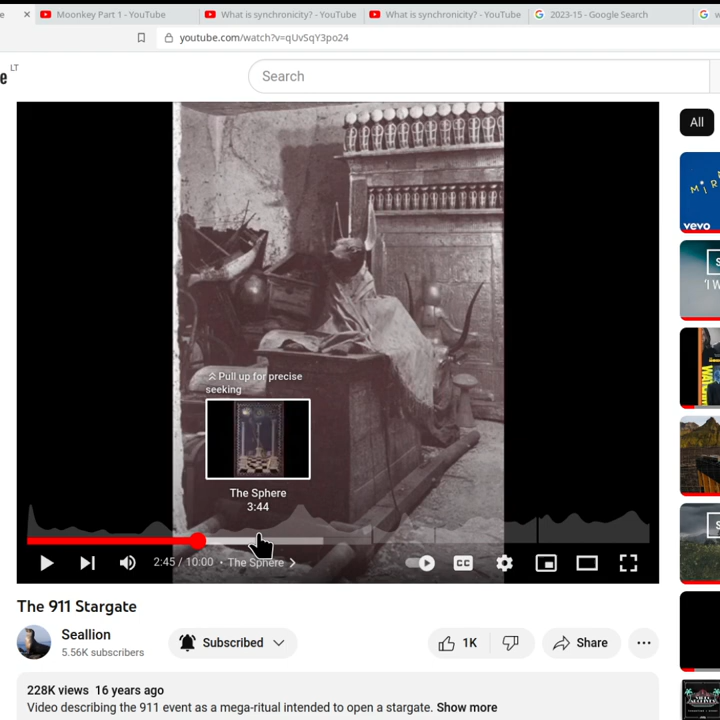 Moonkey Part 1 - YouTube
What is synchronicity? - YouTube
What is synchronicity? - YouTube
2023-15 - Google Search
youtube.com/watch?v=qUvSqY3po24
LT
Search
All
vevo
Pull up for precise
seeking
The Sphere
3:44
2:45 / 10:00 • The Sphere
CC
The 911 Stargate
Seallion
5.56K subscribers
Subscribed
1K
Share
228K views 16 years ago
Video describing the 911 event as a mega-ritual intended to open a stargate. Show more